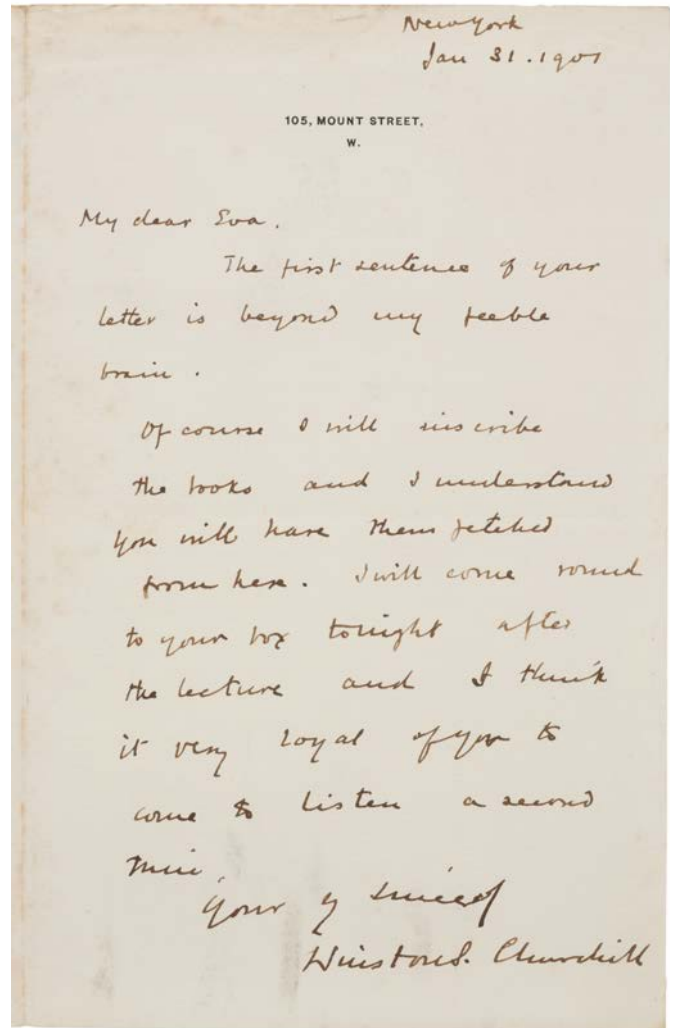 New York
Jan 31. 1901
105, MOUNT STREET,
W.
My dear Eva.
The first sentence of your
letter is beyond my feeble
brain.
Of course I will inscribe
the books and I understand
you will have them fetched
from here. I will come round
to your box tonight after
the lecture and I think
it very loyal of you to
come to listen a second
time,
Your
Winston S. Churchill